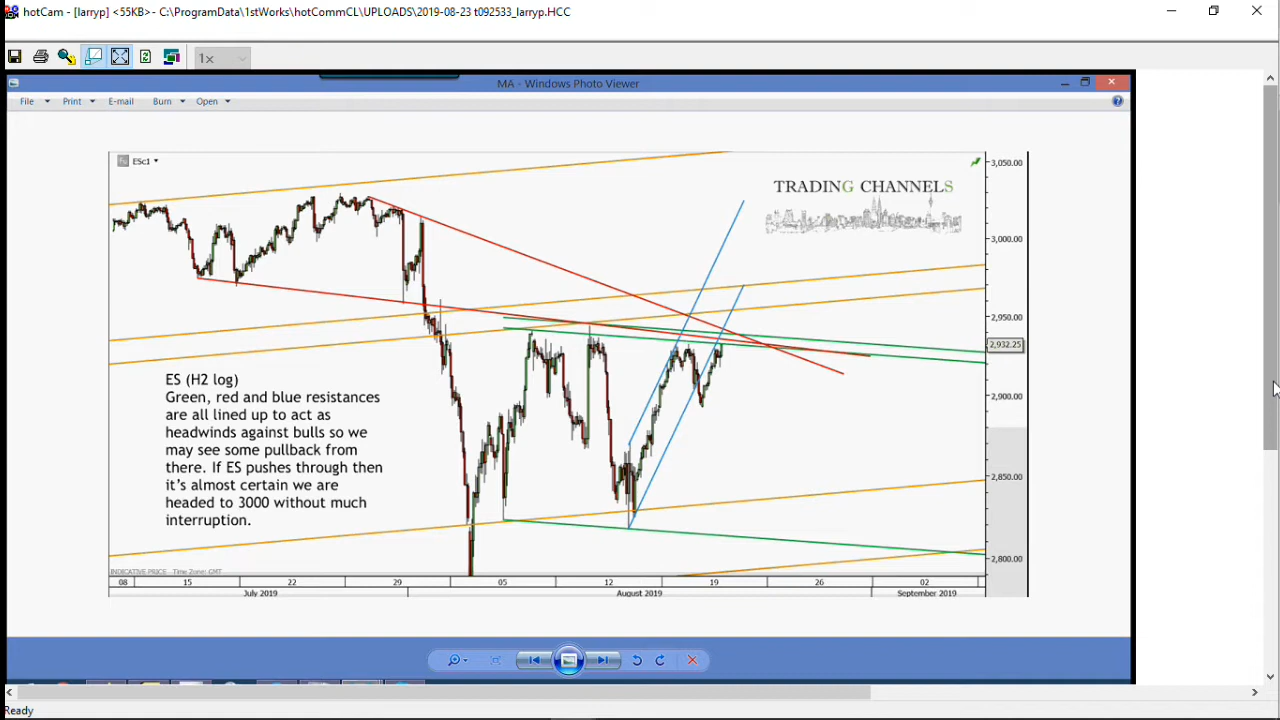 hotCam - [larryp] <55KB>- C:\ProgramData\1stWorks\hotCommCL\UPLOADS\2019-08-23 t092533_larryp.HCC
1x
MA - Windows Photo Viewer
File Print E-mail Burn Open
ESc1
TRADING CHANNELS
3,050.00
3,000.00
2,950.00
2,932.25
2,900.00
2,850.00
2,800.00
ES (H2 log)
Green, red and blue resistances
are all lined up to act as
headwinds against bulls so we
may see some pullback from
there. If ES pushes through then
it's almost certain we are
headed to 3000 without much
interruption.
INDICATIVE PRICE Time Zone: GMT
08 15 22 29 05 12 19 26 02
July 2019 August 2019 September 2019
Ready